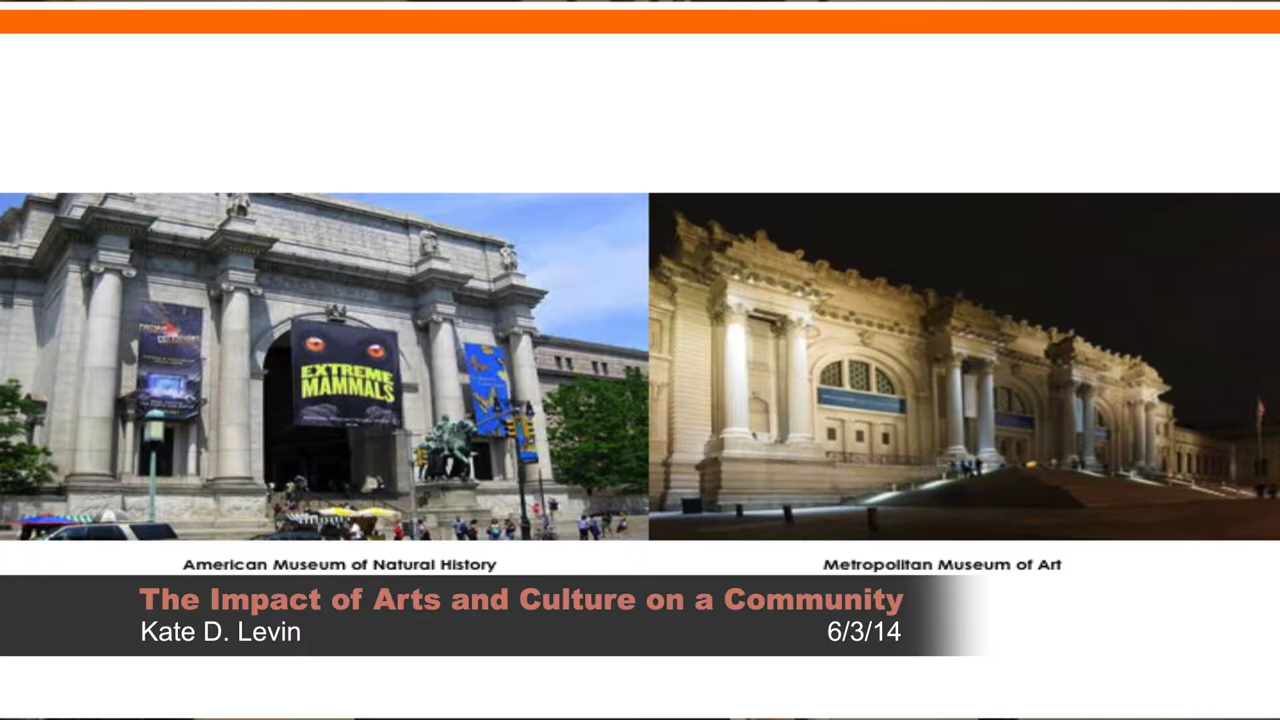 EXTREME
MAMMALS
American Museum of Natural History
Metropolitan Museum of Art
The Impact of Arts and Culture on a Community
Kate D. Levin
6/3/14